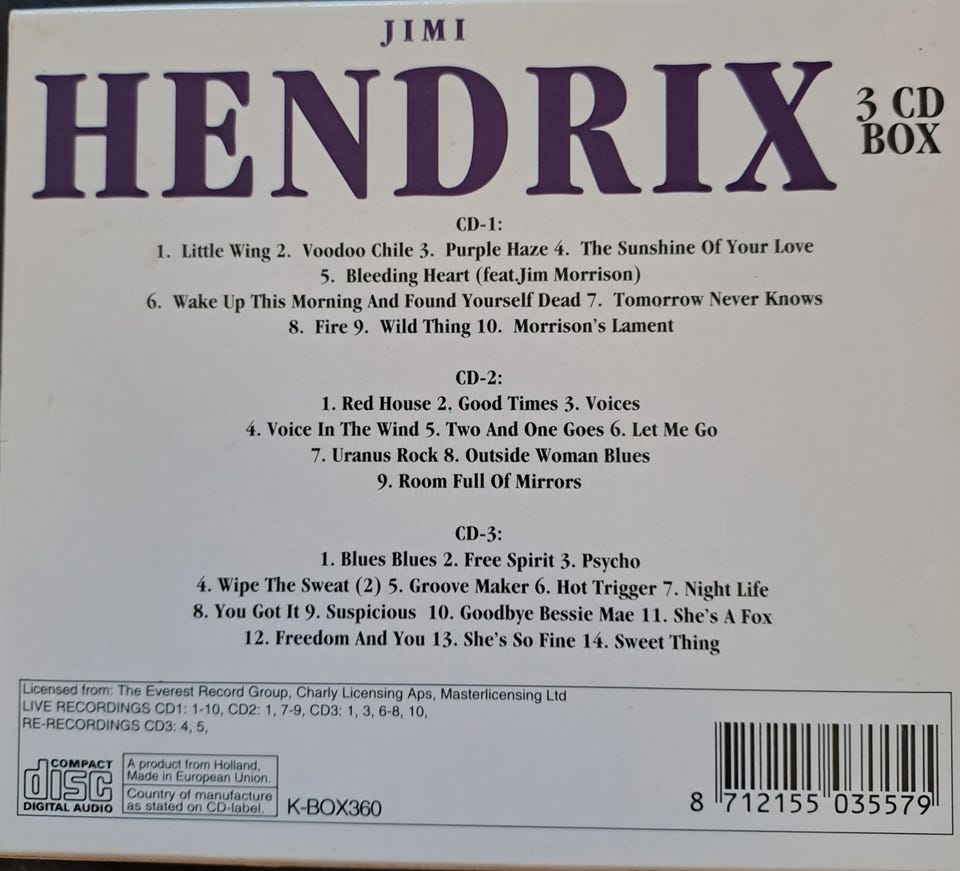 JIMI
HENDRIX
3 CD
BOX
CD-1:
1. Little Wing 2. Voodoo Chile 3. Purple Haze 4. The Sunshine Of Your Love
5. Bleeding Heart (feat.Jim Morrison)
6. Wake Up This Morning And Found Yourself Dead 7. Tomorrow Never Knows
8. Fire 9. Wild Thing 10. Morrison's Lament
CD-2:
1. Red House 2. Good Times 3. Voices
4. Voice In The Wind 5. Two And One Goes 6. Let Me Go
7. Uranus Rock 8. Outside Woman Blues
9. Room Full Of Mirrors
CD-3:
1. Blues Blues 2. Free Spirit 3. Psycho
4. Wipe The Sweat (2) 5. Groove Maker 6. Hot Trigger 7. Night Life
8. You Got It 9. Suspicious 10. Goodbye Bessie Mae 11. She's A Fox
12. Freedom And You 13. She's So Fine 14. Sweet Thing
Licensed from: The Everest Record Group, Charly Licensing Aps, Masterlicensing Ltd
LIVE RECORDINGS CD1: 1-10, CD2: 1, 7-9, CD3: 1, 3, 6-8, 10,
RE-RECORDINGS CD3: 4, 5,
COMPACT
disc
DIGITAL AUDIO
A product from Holland,
Made in European Union.
Country of manufacture
as stated on CD-label.
K-BOX360
8 712155 035579